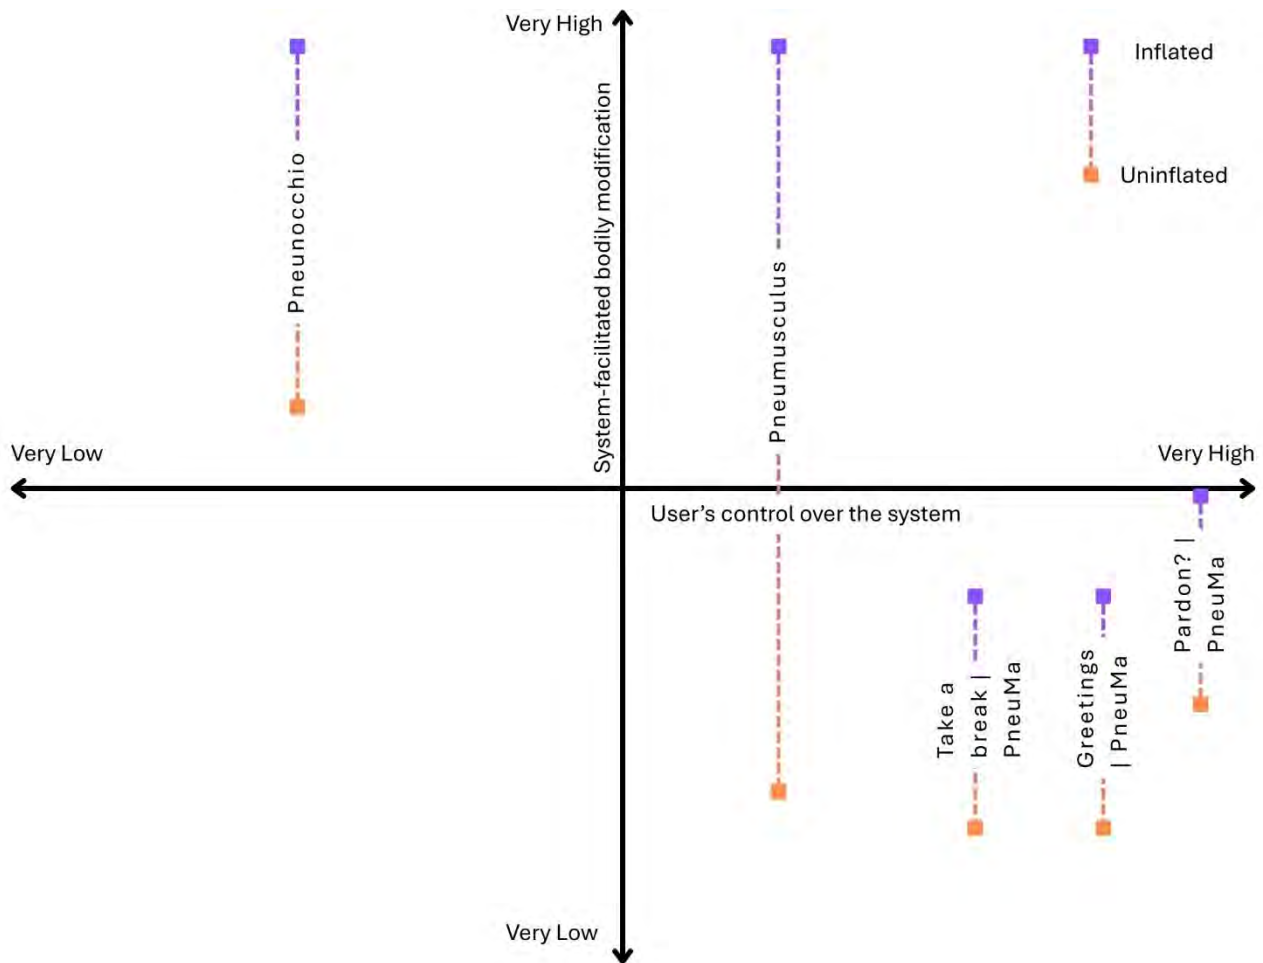 Very High
Inflated
Uninflated
System-facilitated bodily modification
Pneunocchio
Pneumusculus
Very Low
Very High
User’s control over the system
Pardon? |
PneuMa
Take a
break |
PneuMa
Greetings
| PneuMa
Very Low